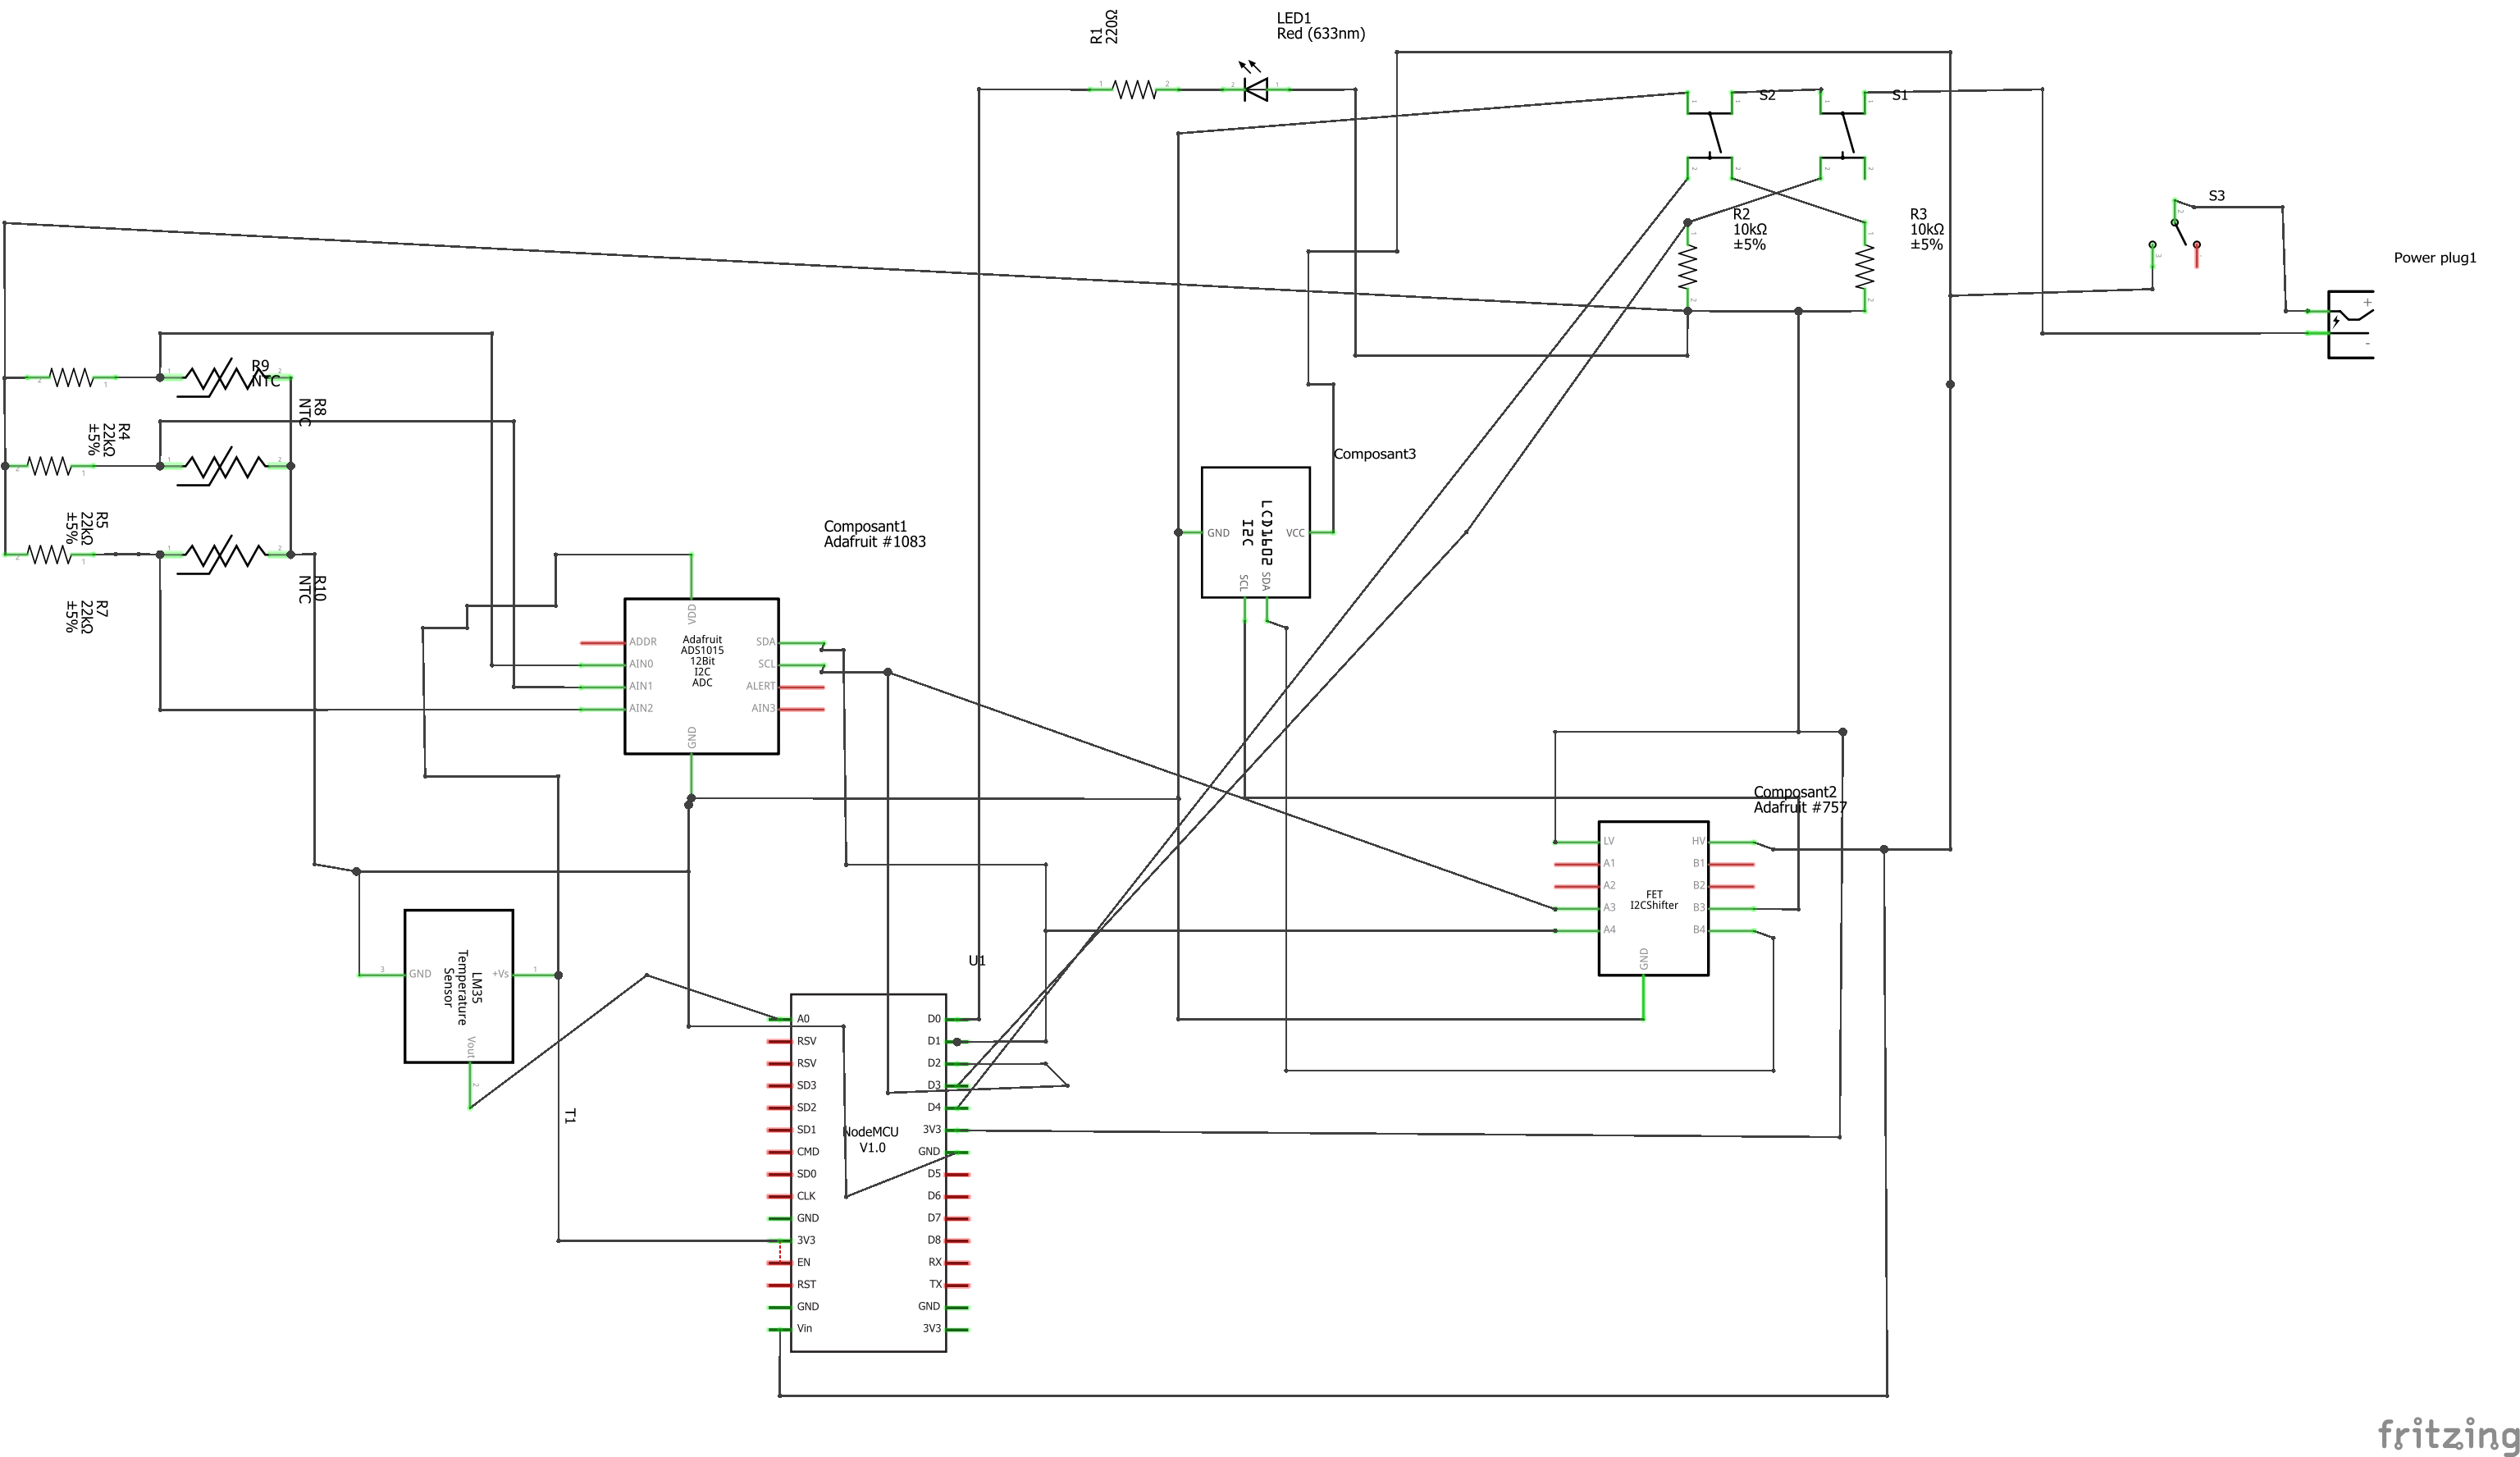 R1
220Ω
LED1
Red (633nm)
S2
S1
S3
R2
10kΩ
±5%
R3
10kΩ
±5%
Power plug1
+
-
R9
NTC
R8
NTC
R4
22kΩ
±5%
R5
22kΩ
±5%
R10
NTC
R7
22kΩ
±5%
Composant3
LCD1602
I2C
GND
VCC
SCL
SDA
Composant1
Adafruit #1083
Adafruit
ADS1015
12Bit
I2C
ADC
VDD
ADDR
AIN0
AIN1
AIN2
SDA
SCL
ALERT
AIN3
GND
Composant2
Adafruit #757
FET
I2CShifter
LV
A1
A2
A3
A4
HV
B1
B2
B3
B4
GND
LM35
Temperature
Sensor
3
GND
+Vs
1
Vout
2
T1
U1
NodeMCU
V1.0
A0
RSV
RSV
SD3
SD2
SD1
CMD
SD0
CLK
GND
3V3
EN
RST
GND
Vin
D0
D1
D2
D3
D4
3V3
GND
D5
D6
D7
D8
RX
TX
GND
3V3
fritzing